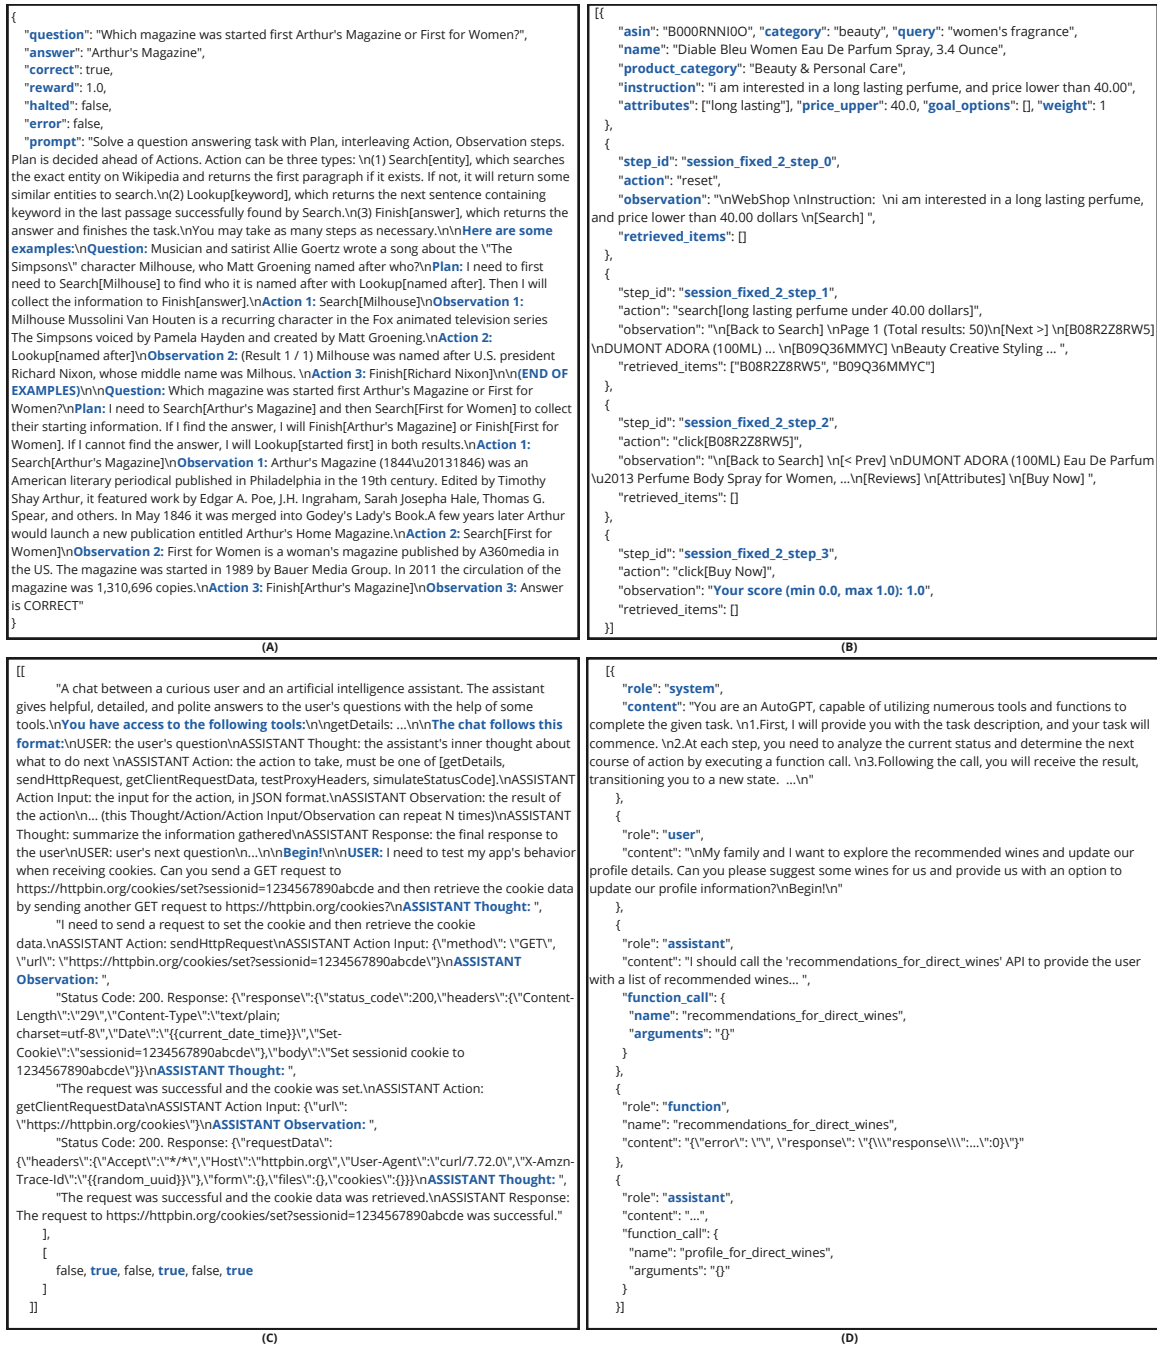 {
"question": "Which magazine was started first Arthur's Magazine or First for Women?",
"answer": "Arthur's Magazine",
"correct": true,
"reward": 1.0,
"halted": false,
"error": false,
"prompt": "Solve a question answering task with Plan, interleaving Action, Observation steps.
Plan is decided ahead of Actions. Action can be three types: \n(1) Search[entity], which searches
the exact entity on Wikipedia and returns the first paragraph if it exists. If not, it will return some
similar entities to search.\n(2) Lookup[keyword], which returns the next sentence containing
keyword in the last passage successfully found by Search.\n(3) Finish[answer], which returns the
answer and finishes the task.\nYou may take as many steps as necessary.\n\nHere are some
examples:\nQuestion: Musician and satirist Allie Goertz wrote a song about the \"The
Simpsons\" character Milhouse, who Matt Groening named after who?\nPlan: I need to first
need to Search[Milhouse] to find who it is named after with Lookup[named after]. Then I will
collect the information to Finish[answer].\nAction 1: Search[Milhouse]\nObservation 1:
Milhouse Mussolini Van Houten is a recurring character in the Fox animated television series
The Simpsons voiced by Pamela Hayden and created by Matt Groening.\nAction 2:
Lookup[named after]\nObservation 2: (Result 1 / 1) Milhouse was named after U.S. president
Richard Nixon, whose middle name was Milhous. \nAction 3: Finish[Richard Nixon]\n\n(END OF
EXAMPLES)\n\nQuestion: Which magazine was started first Arthur's Magazine or First for
Women?\nPlan: I need to Search[Arthur's Magazine] and then Search[First for Women] to collect
their starting information. If I find the answer, I will Finish[Arthur's Magazine] or Finish[First for
Women]. If I cannot find the answer, I will Lookup[started first] in both results.\nAction 1:
Search[Arthur's Magazine]\nObservation 1: Arthur's Magazine (1844\u20131846) was an
American literary periodical published in Philadelphia in the 19th century. Edited by Timothy
Shay Arthur, it featured work by Edgar A. Poe, J.H. Ingraham, Sarah Josepha Hale, Thomas G.
Spear, and others. In May 1846 it was merged into Godey's Lady's Book.A few years later Arthur
would launch a new publication entitled Arthur's Home Magazine.\nAction 2: Search[First for
Women]\nObservation 2: First for Women is a woman's magazine published by A360media in
the US. The magazine was started in 1989 by Bauer Media Group. In 2011 the circulation of the
magazine was 1,310,696 copies.\nAction 3: Finish[Arthur's Magazine]\nObservation 3: Answer
is CORRECT"
}
(A)
[{
"asin": "B000RNNI0O", "category": "beauty", "query": "women's fragrance",
"name": "Diable Bleu Women Eau De Parfum Spray, 3.4 Ounce",
"product_category": "Beauty & Personal Care",
"instruction": "i am interested in a long lasting perfume, and price lower than 40.00",
"attributes": ["long lasting"], "price_upper": 40.0, "goal_options": [], "weight": 1
},
{
"step_id": "session_fixed_2_step_0",
"action": "reset",
"observation": "\nWebShop \nInstruction:  \ni am interested in a long lasting perfume,
and price lower than 40.00 dollars \n[Search] ",
"retrieved_items": []
},
{
"step_id": "session_fixed_2_step_1",
"action": "search[long lasting perfume under 40.00 dollars]",
"observation": "\n[Back to Search] \nPage 1 (Total results: 50)\n[Next >] \n[B08R2Z8RW5]
\nDUMONT ADORA (100ML) ... \n[B09Q36MMYC] \nBeauty Creative Styling ... ",
"retrieved_items": ["B08R2Z8RW5", "B09Q36MMYC"]
},
{
"step_id": "session_fixed_2_step_2",
"action": "click[B08R2Z8RW5]",
"observation": "\n[Back to Search] \n[< Prev] \nDUMONT ADORA (100ML) Eau De Parfum
\u2013 Perfume Body Spray for Women, ...\n[Reviews] \n[Attributes] \n[Buy Now] ",
"retrieved_items": []
},
{
"step_id": "session_fixed_2_step_3",
"action": "click[Buy Now]",
"observation": "Your score (min 0.0, max 1.0): 1.0",
"retrieved_items": []
}]
(B)
[[
"A chat between a curious user and an artificial intelligence assistant. The assistant
gives helpful, detailed, and polite answers to the user's questions with the help of some
tools.\nYou have access to the following tools:\n\ngetDetails: ...\n\nThe chat follows this
format:\nUSER: the user's question\nASSISTANT Thought: the assistant's inner thought about
what to do next \nASSISTANT Action: the action to take, must be one of [getDetails,
sendHttpRequest, getClientRequestData, testProxyHeaders, simulateStatusCode].\nASSISTANT
Action Input: the input for the action, in JSON format.\nASSISTANT Observation: the result of
the action\n... (this Thought/Action/Action Input/Observation can repeat N times)\nASSISTANT
Thought: summarize the information gathered\nASSISTANT Response: the final response to
the user\nUSER: user's next question\n...\n\nBegin!\n\nUSER: I need to test my app's behavior
when receiving cookies. Can you send a GET request to
https://httpbin.org/cookies/set?sessionid=1234567890abcde and then retrieve the cookie data
by sending another GET request to https://httpbin.org/cookies?\nASSISTANT Thought: ",
"I need to send a request to set the cookie and then retrieve the cookie
data.\nASSISTANT Action: sendHttpRequest\nASSISTANT Action Input: {\"method\": \"GET\",
\"url\": \"https://httpbin.org/cookies/set?sessionid=1234567890abcde\"}\nASSISTANT
Observation: ",
"Status Code: 200. Response: {\"response\":{\"status_code\":200,\"headers\":{\"Content-
Length\":\"29\",\"Content-Type\":\"text/plain;
charset=utf-8\",\"Date\":\"{{current_date_time}}\",\"Set-
Cookie\":\"sessionid=1234567890abcde\"},\"body\":\"Set sessionid cookie to
1234567890abcde\"}}\nASSISTANT Thought: ",
"The request was successful and the cookie was set.\nASSISTANT Action:
getClientRequestData\nASSISTANT Action Input: {\"url\":
\"https://httpbin.org/cookies\"}\nASSISTANT Observation: ",
"Status Code: 200. Response: {\"requestData\":
{\"headers\":{\"Accept\":\"*/*\",\"Host\":\"httpbin.org\",\"User-Agent\":\"curl/7.72.0\",\"X-Amzn-
Trace-Id\":\"{{random_uuid}}\"},\"form\":{},\"files\":{},\"cookies\":{}}}\nASSISTANT Thought: ",
"The request was successful and the cookie data was retrieved.\nASSISTANT Response:
The request to https://httpbin.org/cookies/set?sessionid=1234567890abcde was successful."
],
[
false, true, false, true, false, true
]
]]
(C)
[{
"role": "system",
"content": "You are an AutoGPT, capable of utilizing numerous tools and functions to
complete the given task. \n1.First, I will provide you with the task description, and your task will
commence. \n2.At each step, you need to analyze the current status and determine the next
course of action by executing a function call. \n3.Following the call, you will receive the result,
transitioning you to a new state.  ...\n"
},
{
"role": "user",
"content": "\nMy family and I want to explore the recommended wines and update our
profile details. Can you please suggest some wines for us and provide us with an option to
update our profile information?\nBegin!\n"
},
{
"role": "assistant",
"content": "I should call the 'recommendations_for_direct_wines' API to provide the user
with a list of recommended wines... ",
"function_call": {
"name": "recommendations_for_direct_wines",
"arguments": "{}"
}
},
{
"role": "function",
"name": "recommendations_for_direct_wines",
"content": "{\"error\": \"\", \"response\": \"{\\\"response\\\":...\":0}\"}"
},
{
"role": "assistant",
"content": "...",
"function_call": {
"name": "profile_for_direct_wines",
"arguments": "{}"
}
}]
(D)